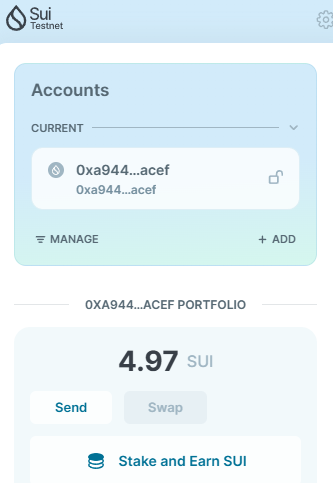 Sui
Testnet
Accounts
CURRENT
0xa944...acef
0xa944...acef
MANAGE
ADD
0XA944...ACEF PORTFOLIO
4.97 SUI
Send
Swap
Stake and Earn SUI